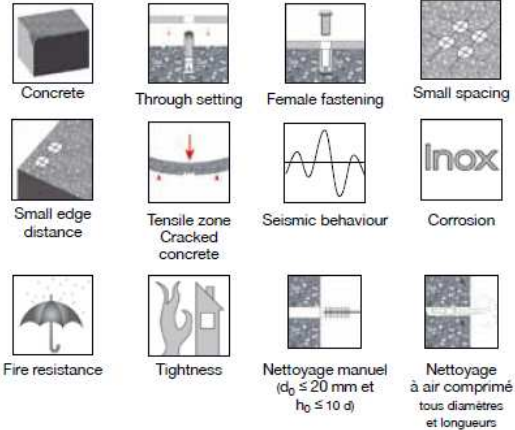 Concrete
Through setting
Female fastening
Small spacing
Small edge
distance
Tensile zone
Cracked
concrete
Seismic behaviour
Inox
Corrosion
Fire resistance
Tightness
Nettoyage manuel
(d₀ ≤ 20 mm et
h₀ ≤ 10 d)
Nettoyage
à air comprimé
tous diamètres
et longueurs